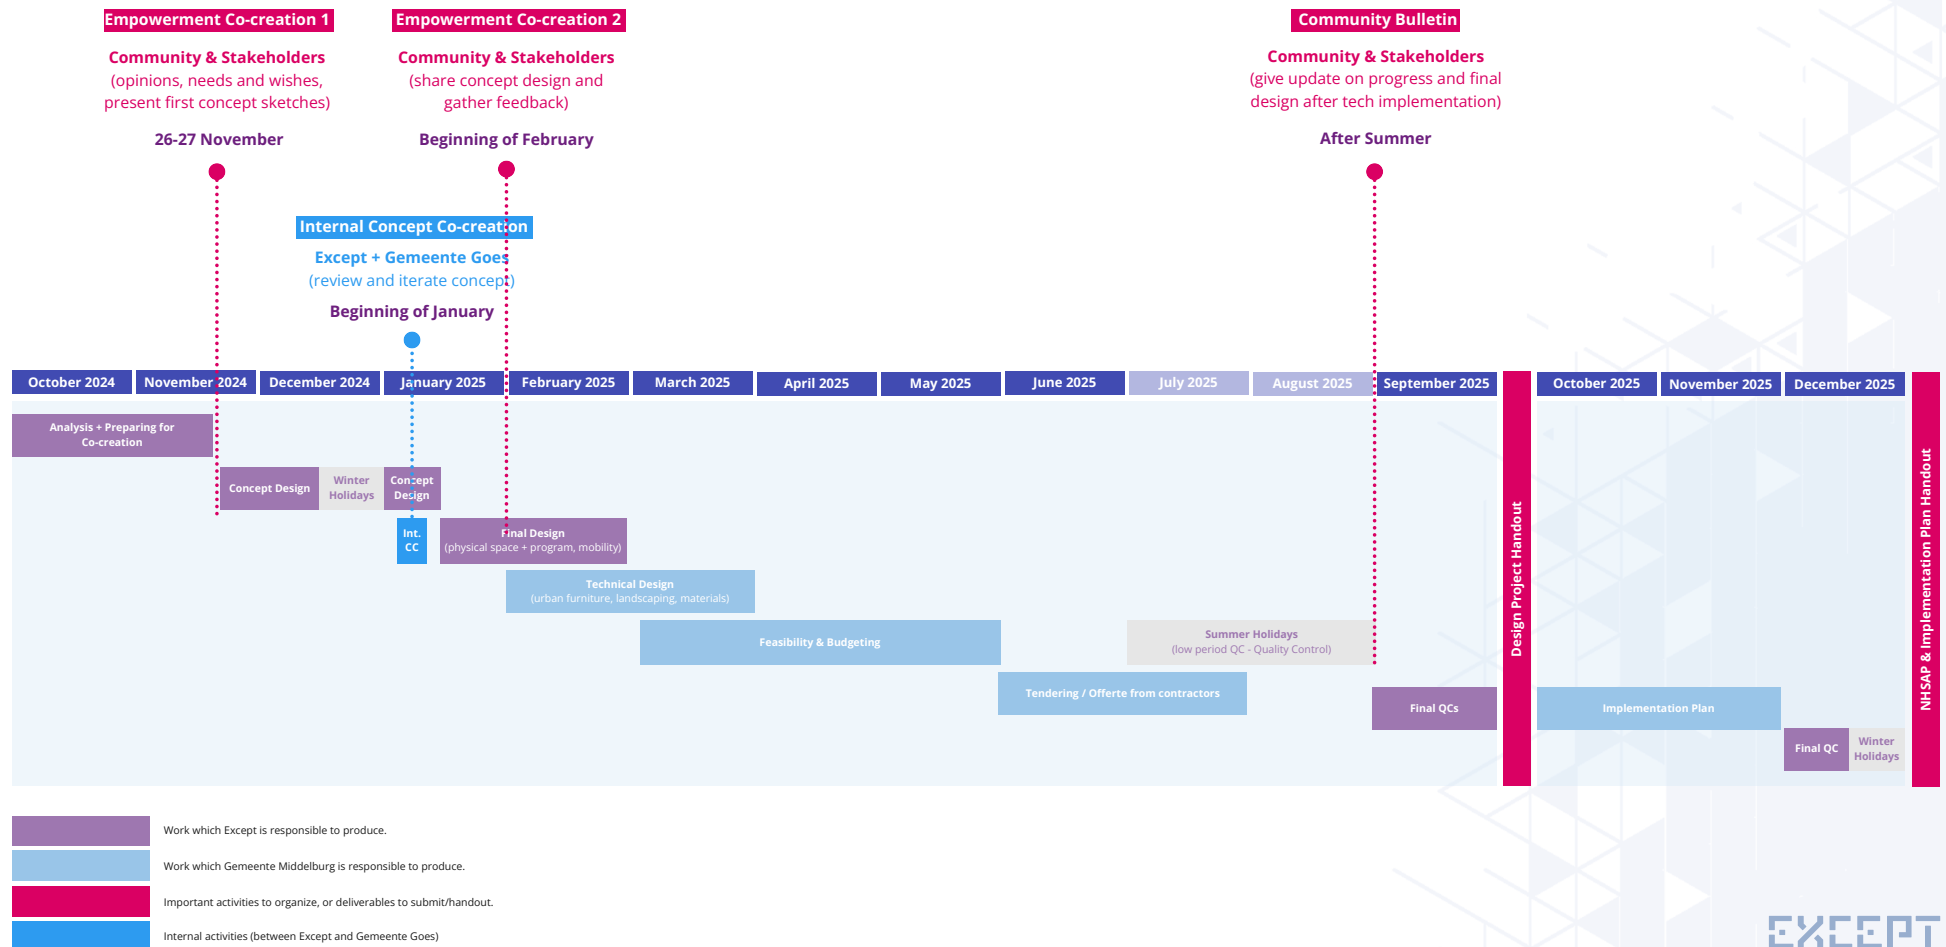 Empowerment Co-creation 1
Community & Stakeholders
(opinions, needs and wishes,
present first concept sketches)
26-27 November
Empowerment Co-creation 2
Community & Stakeholders
(share concept design and
gather feedback)
Beginning of February
Community Bulletin
Community & Stakeholders
(give update on progress and final
design after tech implementation)
After Summer
Internal Concept Co-creation
Except + Gemeente Goes
(review and iterate concept)
Beginning of January
October 2024
November 2024
December 2024
January 2025
February 2025
March 2025
April 2025
May 2025
June 2025
July 2025
August 2025
September 2025
October 2025
November 2025
December 2025
Analysis + Preparing for
Co-creation
Concept Design
Winter
Holidays
Concept
Design
Int.
CC
Final Design
(physical space + program, mobility)
Technical Design
(urban furniture, landscaping, materials)
Feasibility & Budgeting
Summer Holidays
(low period QC - Quality Control)
Tendering / Offerte from contractors
Final QCs
Design Project Handout
Implementation Plan
Final QC
Winter
Holidays
NHSAP & Implementation Plan Handout
Work which Except is responsible to produce.
Work which Gemeente Middelburg is responsible to produce.
Important activities to organize, or deliverables to submit/handout.
Internal activities (between Except and Gemeente Goes)
EXCEPT